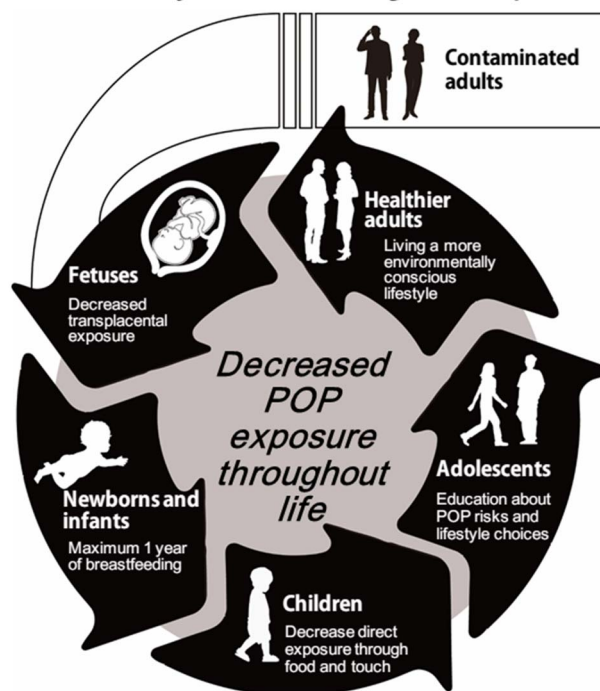 Contaminated
adults
Healthier
adults
Living a more
environmentally
conscious
lifestyle
Fetuses
Decreased
transplacental
exposure
Decreased
POP
exposure
throughout
life
Adolescents
Education about
POP risks and
lifestyle choices
Newborns and
infants
Maximum 1 year
of breastfeeding
Children
Decrease direct
exposure through
food and touch